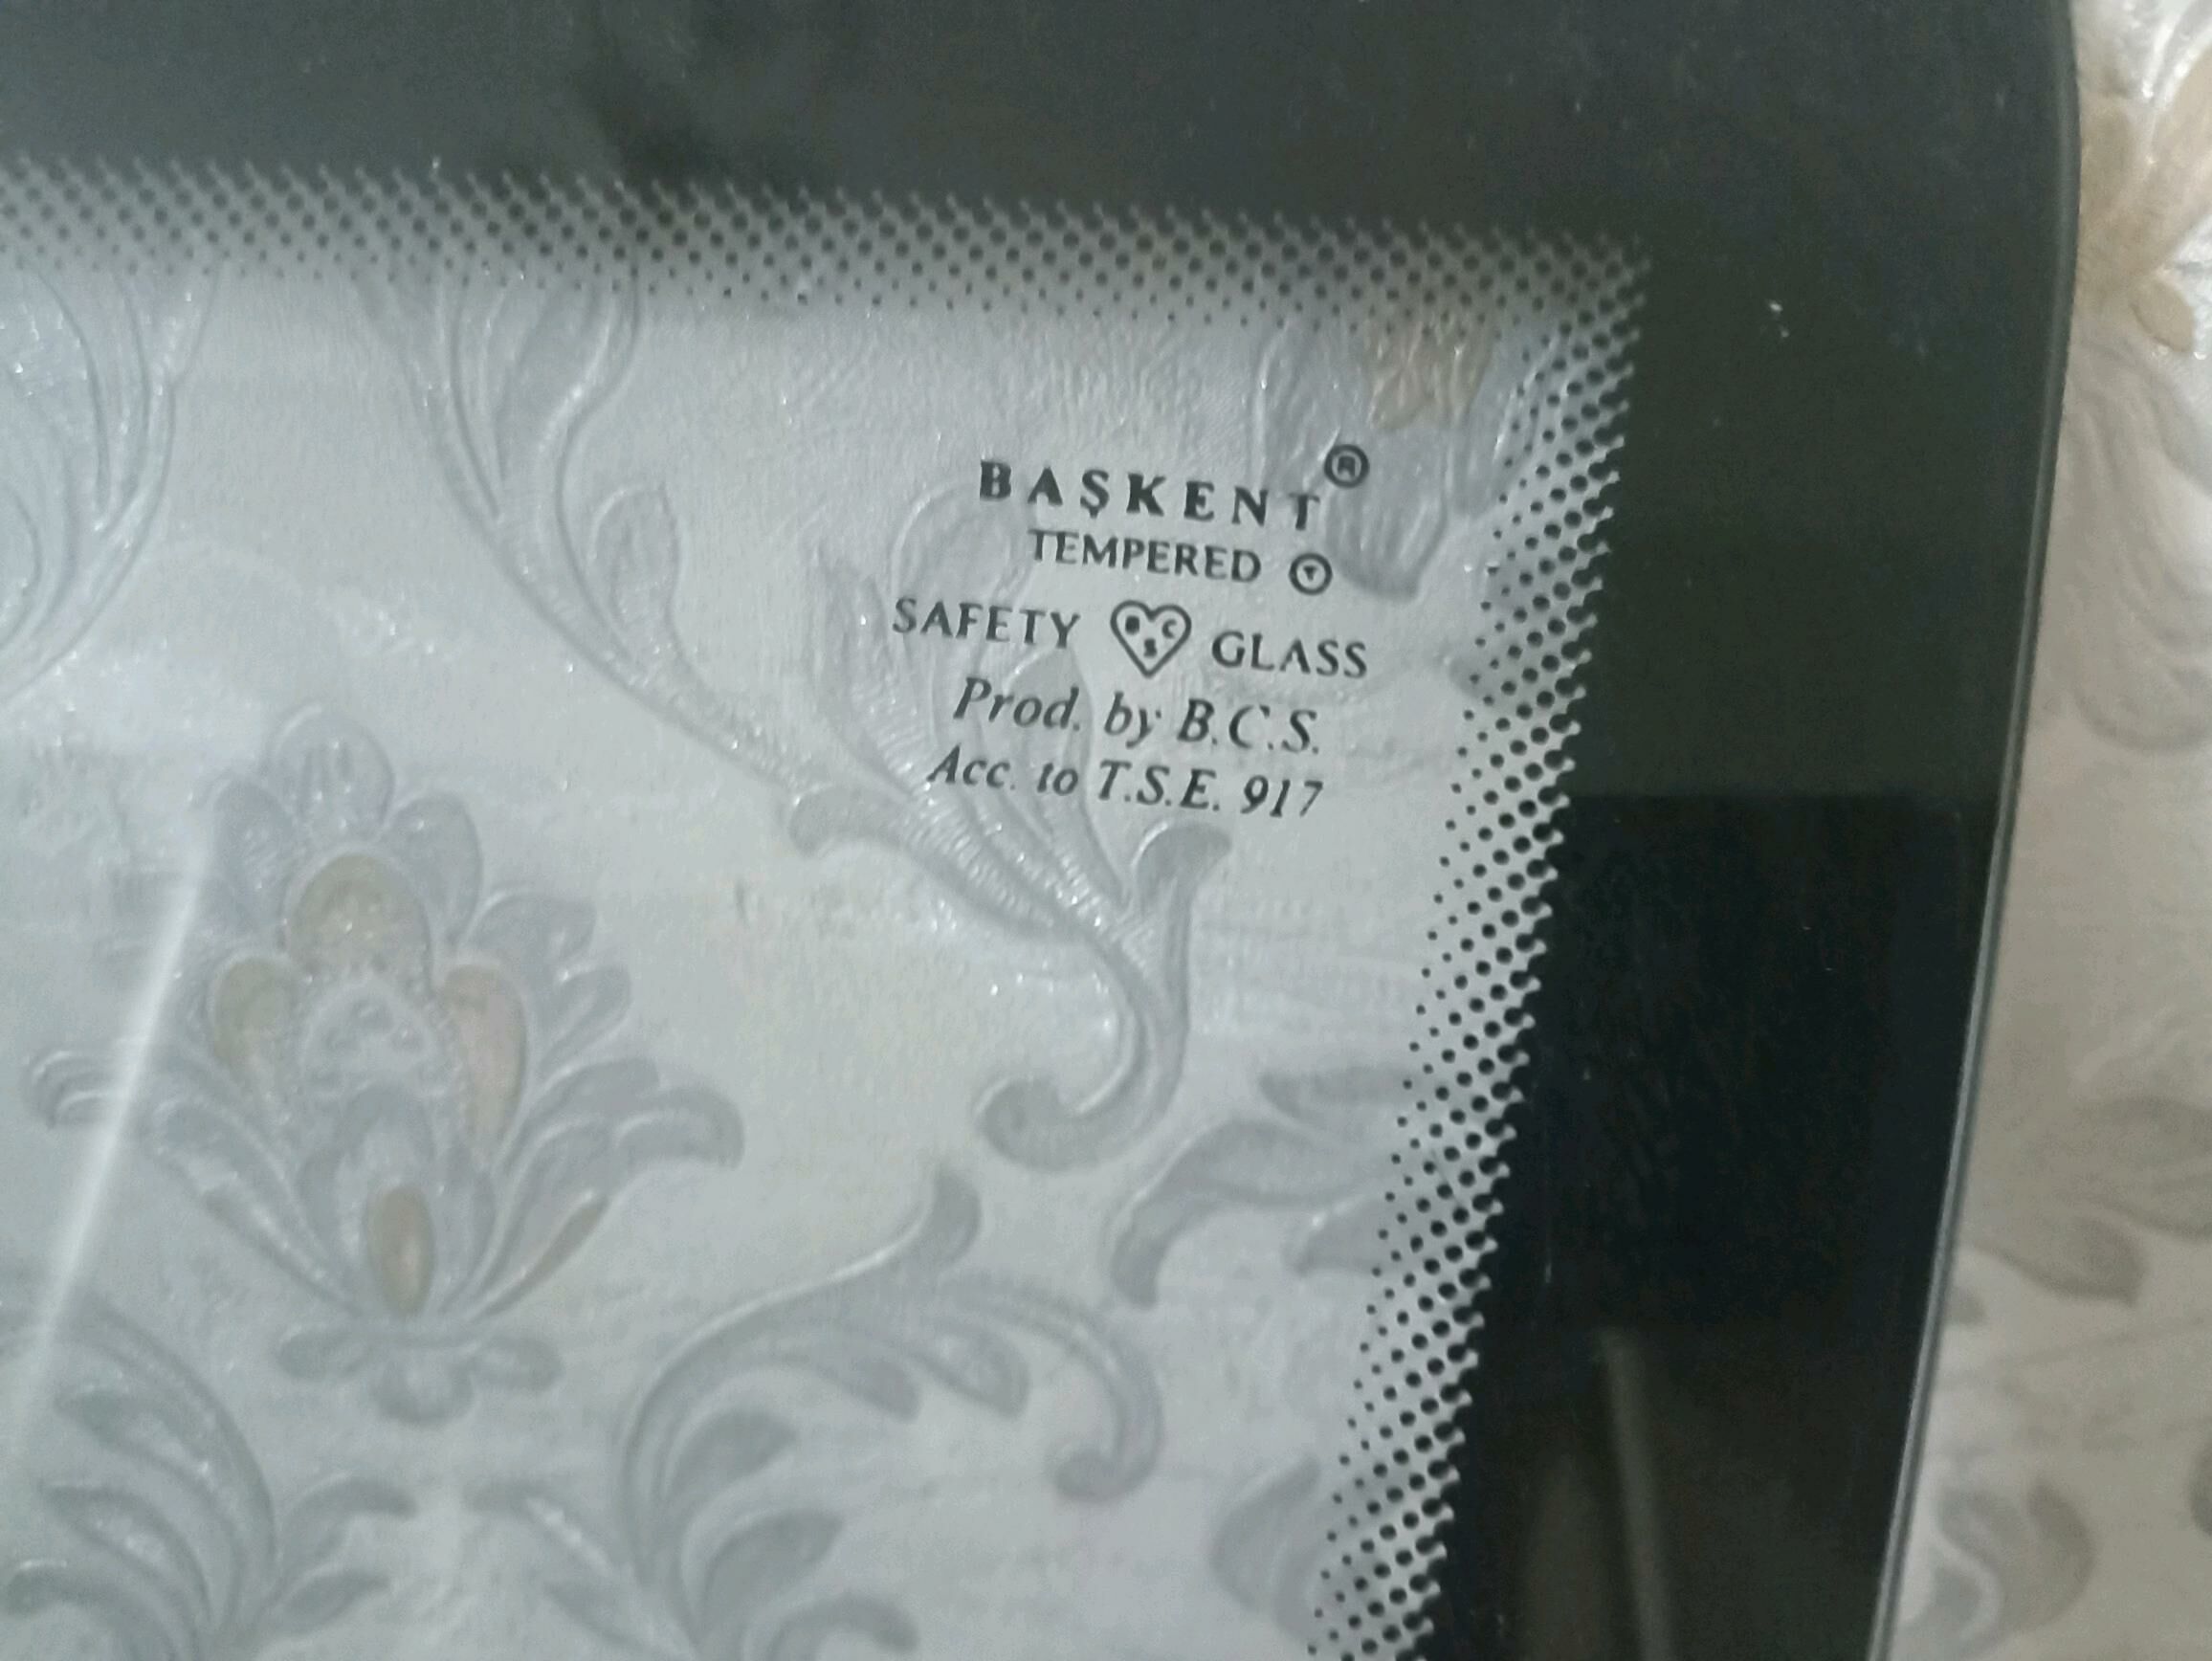 BAŞKENT®
TEMPERED Ⓣ
SAFETY B C S GLASS
Prod. by B.C.S.
Acc. to T.S.E. 917